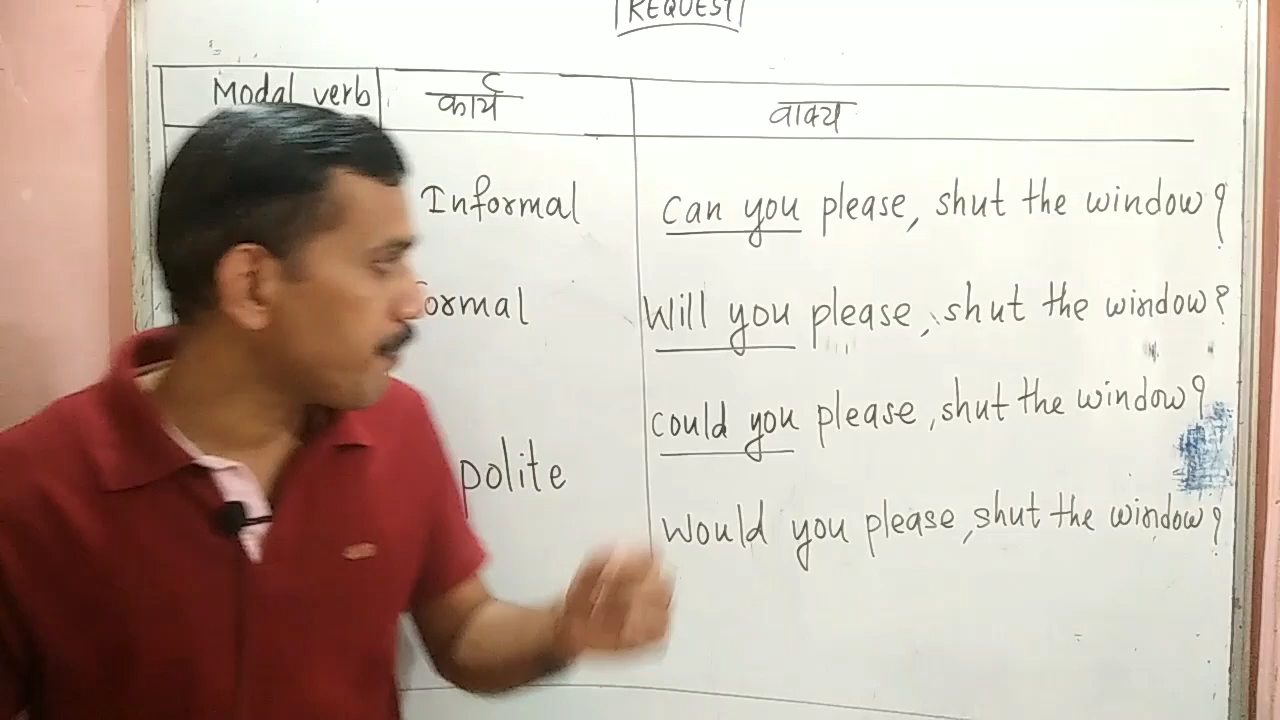 REQUEST
Modal verb कार्य वाक्य
Informal can you please, shut the window?
ormal Will you please, shut the window?
could you please, shut the window?
polite
Would you please, shut the window?